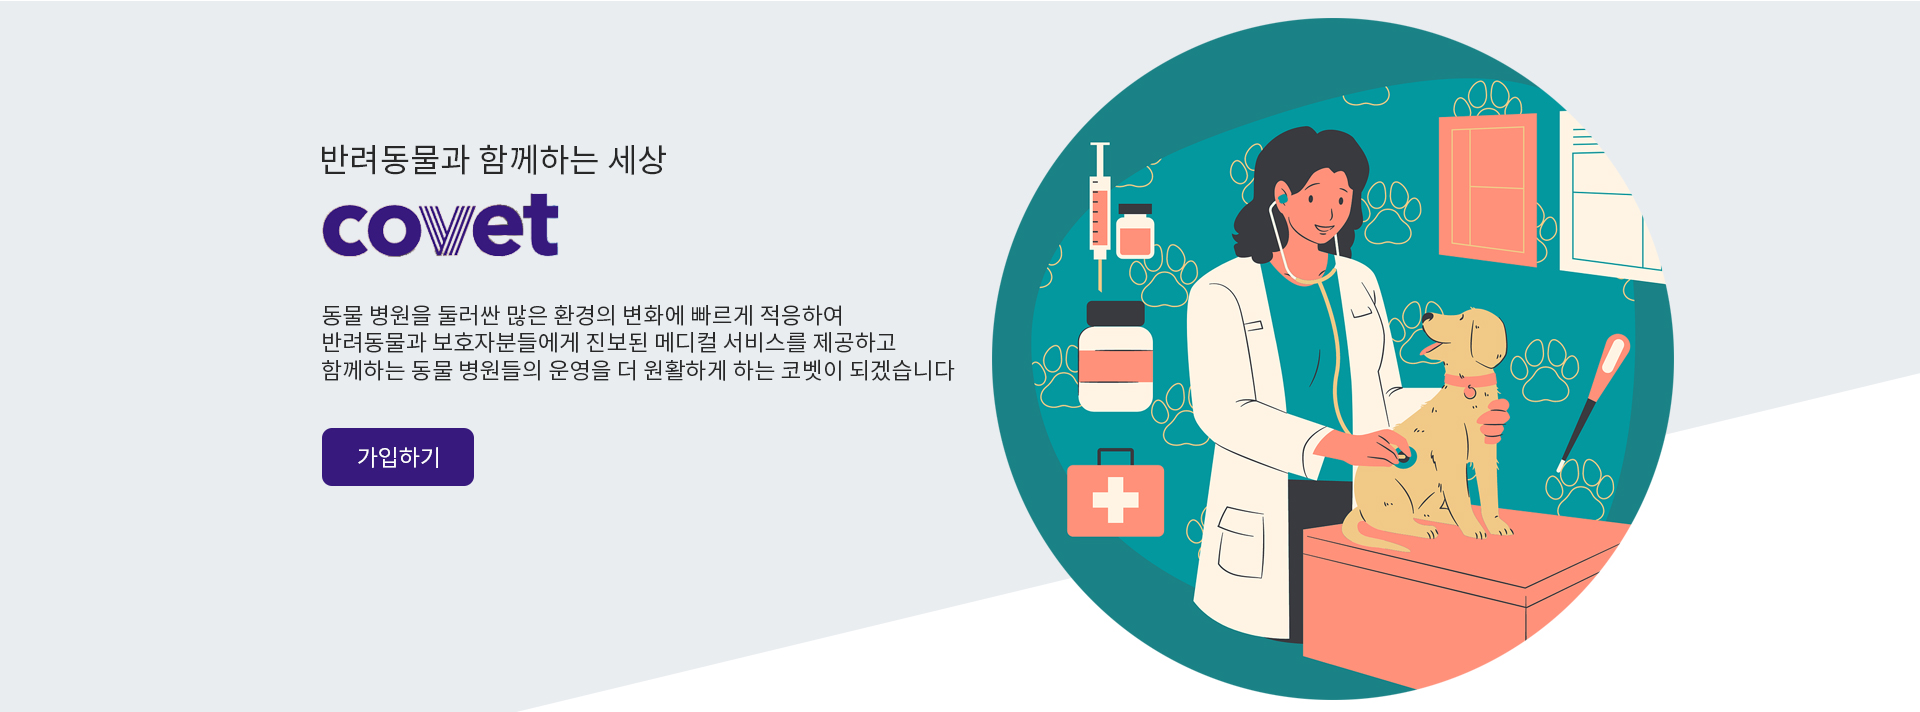 반려동물과 함께하는 세상
covet
동물 병원을 둘러싼 많은 환경의 변화에 빠르게 적응하여
반려동물과 보호자분들에게 진보된 메디컬 서비스를 제공하고
함께하는 동물 병원들의 운영을 더 원활하게 하는 코벳이 되겠습니다
가입하기